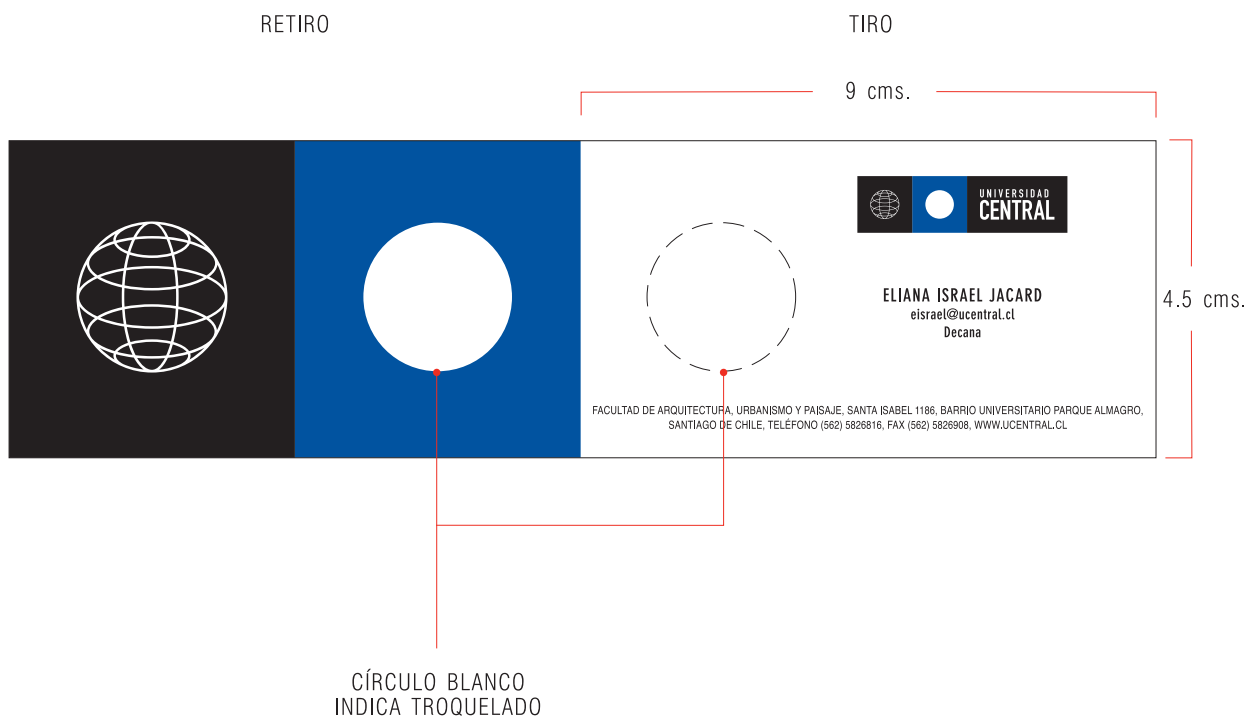 RETIRO
TIRO
9 cms.
UNIVERSIDAD
CENTRAL
ELIANA ISRAEL JACARD
eisrael@ucentral.cl
Decana
4.5 cms.
FACULTAD DE ARQUITECTURA, URBANISMO Y PAISAJE, SANTA ISABEL 1186, BARRIO UNIVERSITARIO PARQUE ALMAGRO,
SANTIAGO DE CHILE, TELÉFONO (562) 5826816, FAX (562) 5826908, WWW.UCENTRAL.CL
CÍRCULO BLANCO
INDICA TROQUELADO